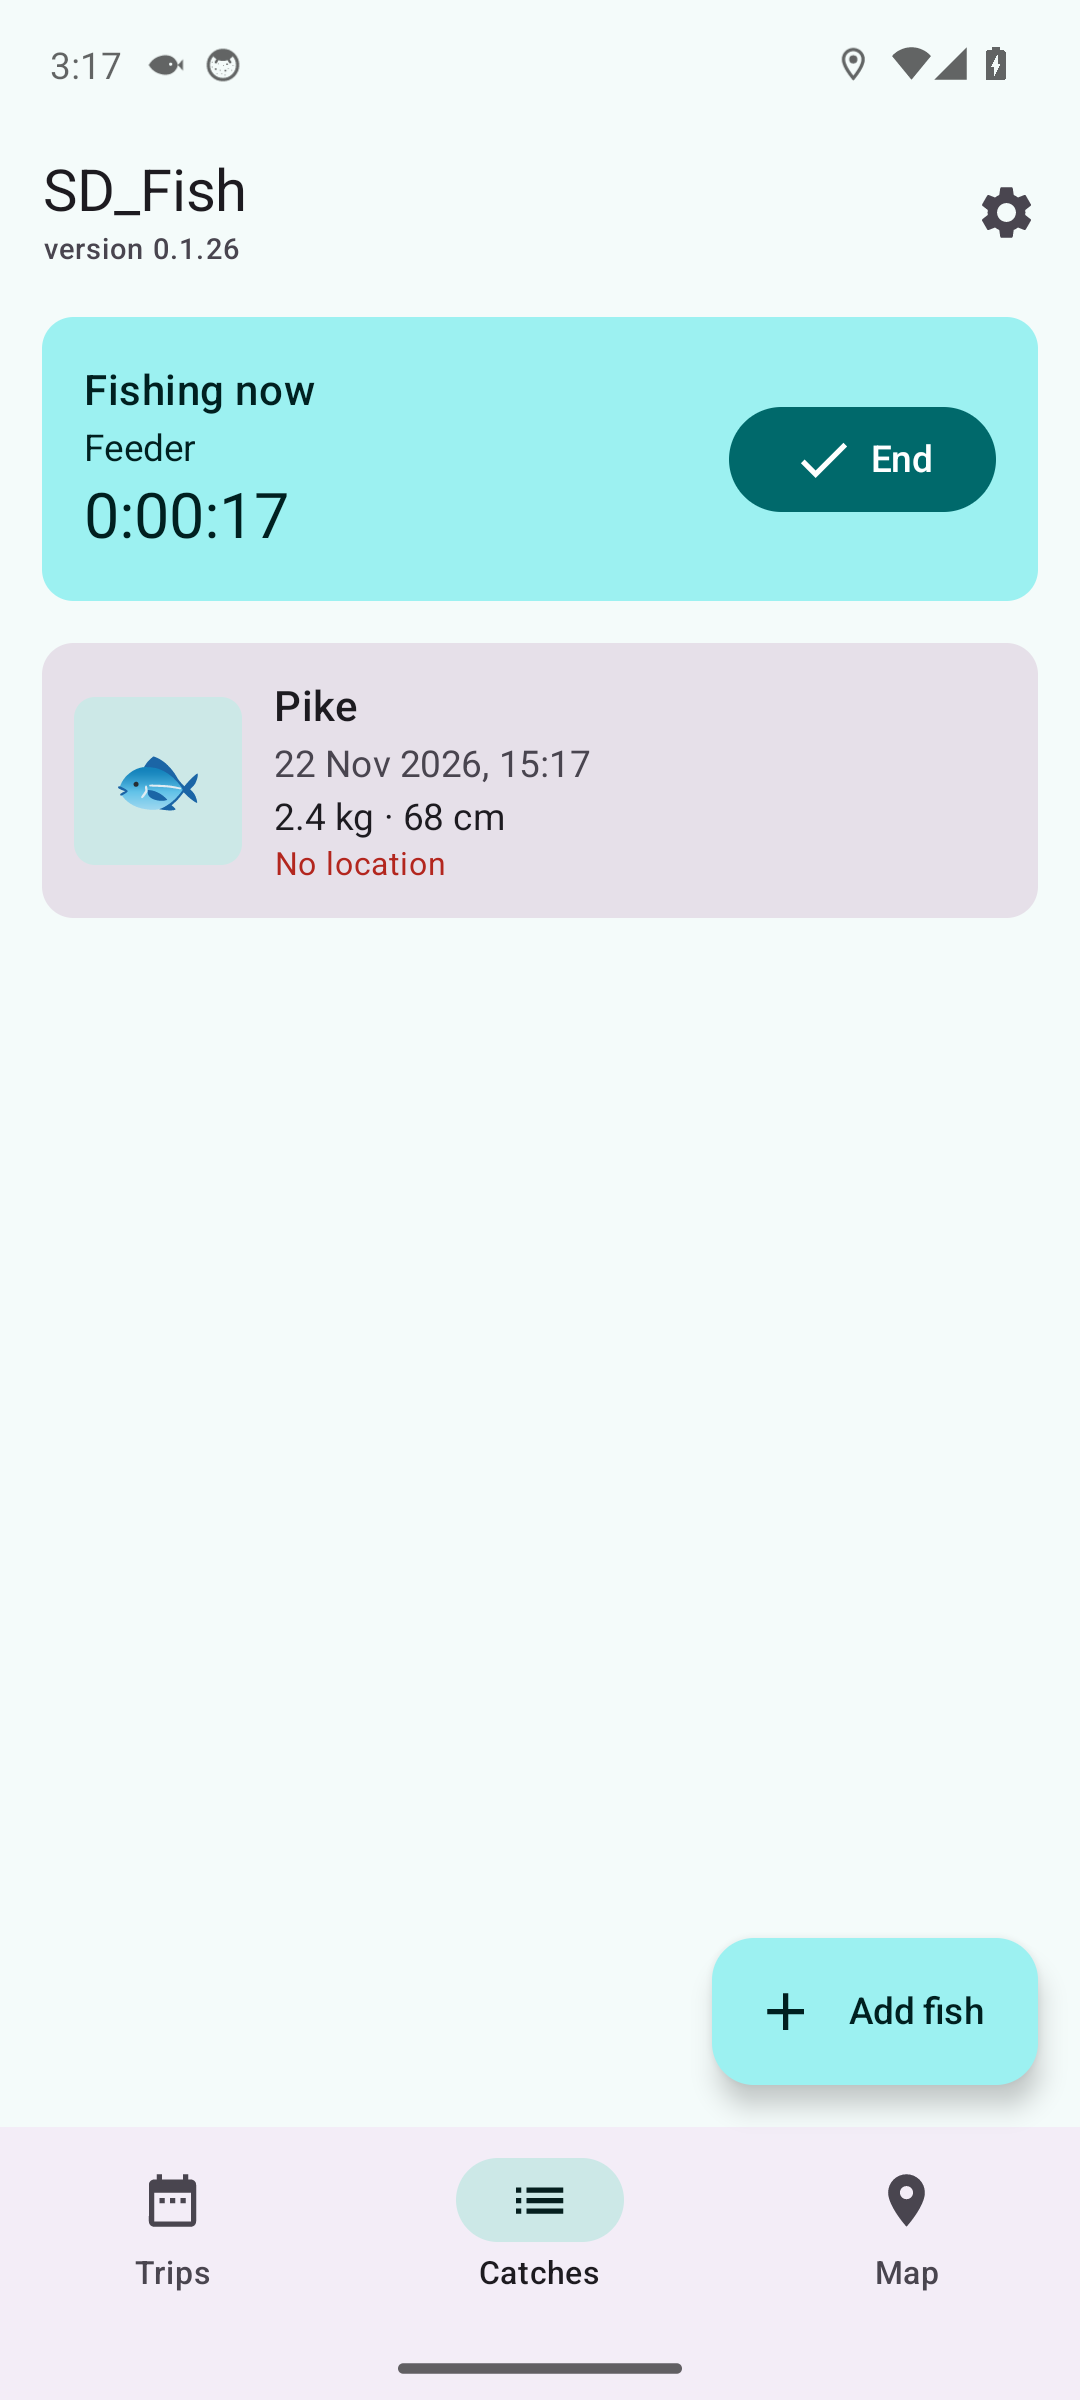 3:17
SD_Fish
version 0.1.26
Fishing now
Feeder
0:00:17
End
Pike
22 Nov 2026, 15:17
2.4 kg · 68 cm
No location
Add fish
Trips
Catches
Map